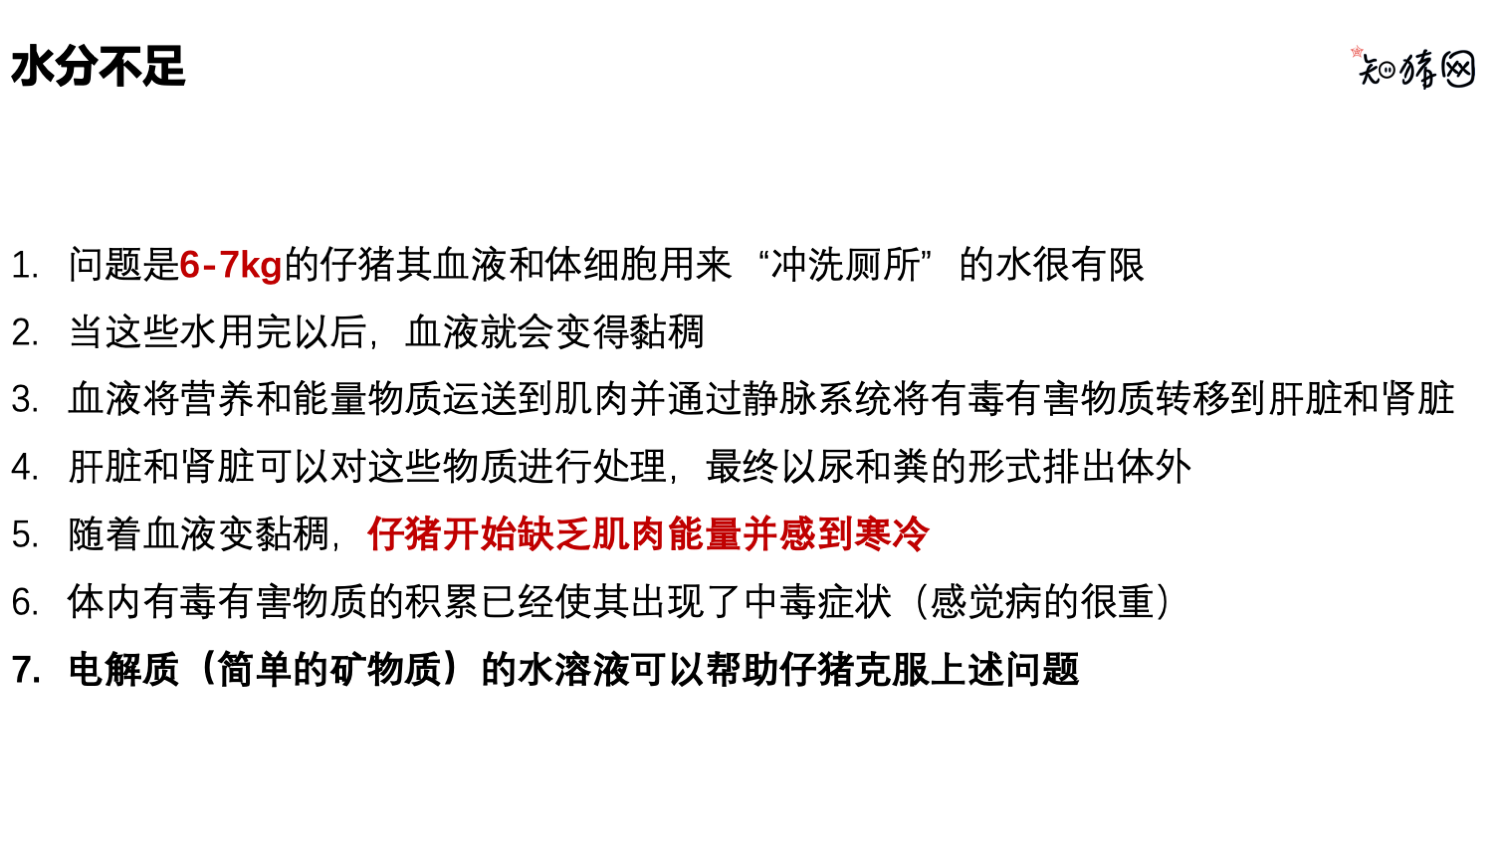 水分不足
知猪网
1. 问题是6-7kg的仔猪其血液和体细胞用来 “冲洗厕所” 的水很有限
2. 当这些水用完以后，血液就会变得黏稠
3. 血液将营养和能量物质运送到肌肉并通过静脉系统将有毒有害物质转移到肝脏和肾脏
4. 肝脏和肾脏可以对这些物质进行处理，最终以尿和粪的形式排出体外
5. 随着血液变黏稠，仔猪开始缺乏肌肉能量并感到寒冷
6. 体内有毒有害物质的积累已经使其出现了中毒症状（感觉病的很重）
7. 电解质（简单的矿物质）的水溶液可以帮助仔猪克服上述问题